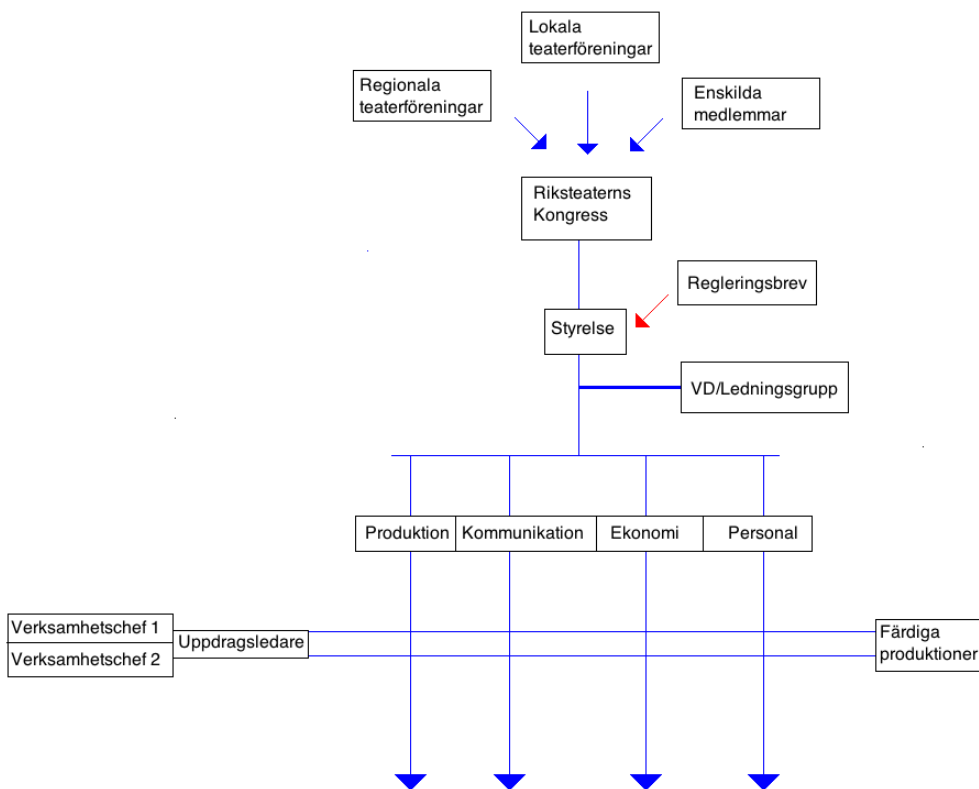 Lokala
teaterföreningar
Regionala
teaterföreningar
Enskilda
medlemmar
Riksteaterns
Kongress
Regleringsbrev
Styrelse
VD/Ledningsgrupp
Produktion
Kommunikation
Ekonomi
Personal
Verksamhetschef 1
Verksamhetschef 2
Uppdragsledare
Färdiga
produktioner